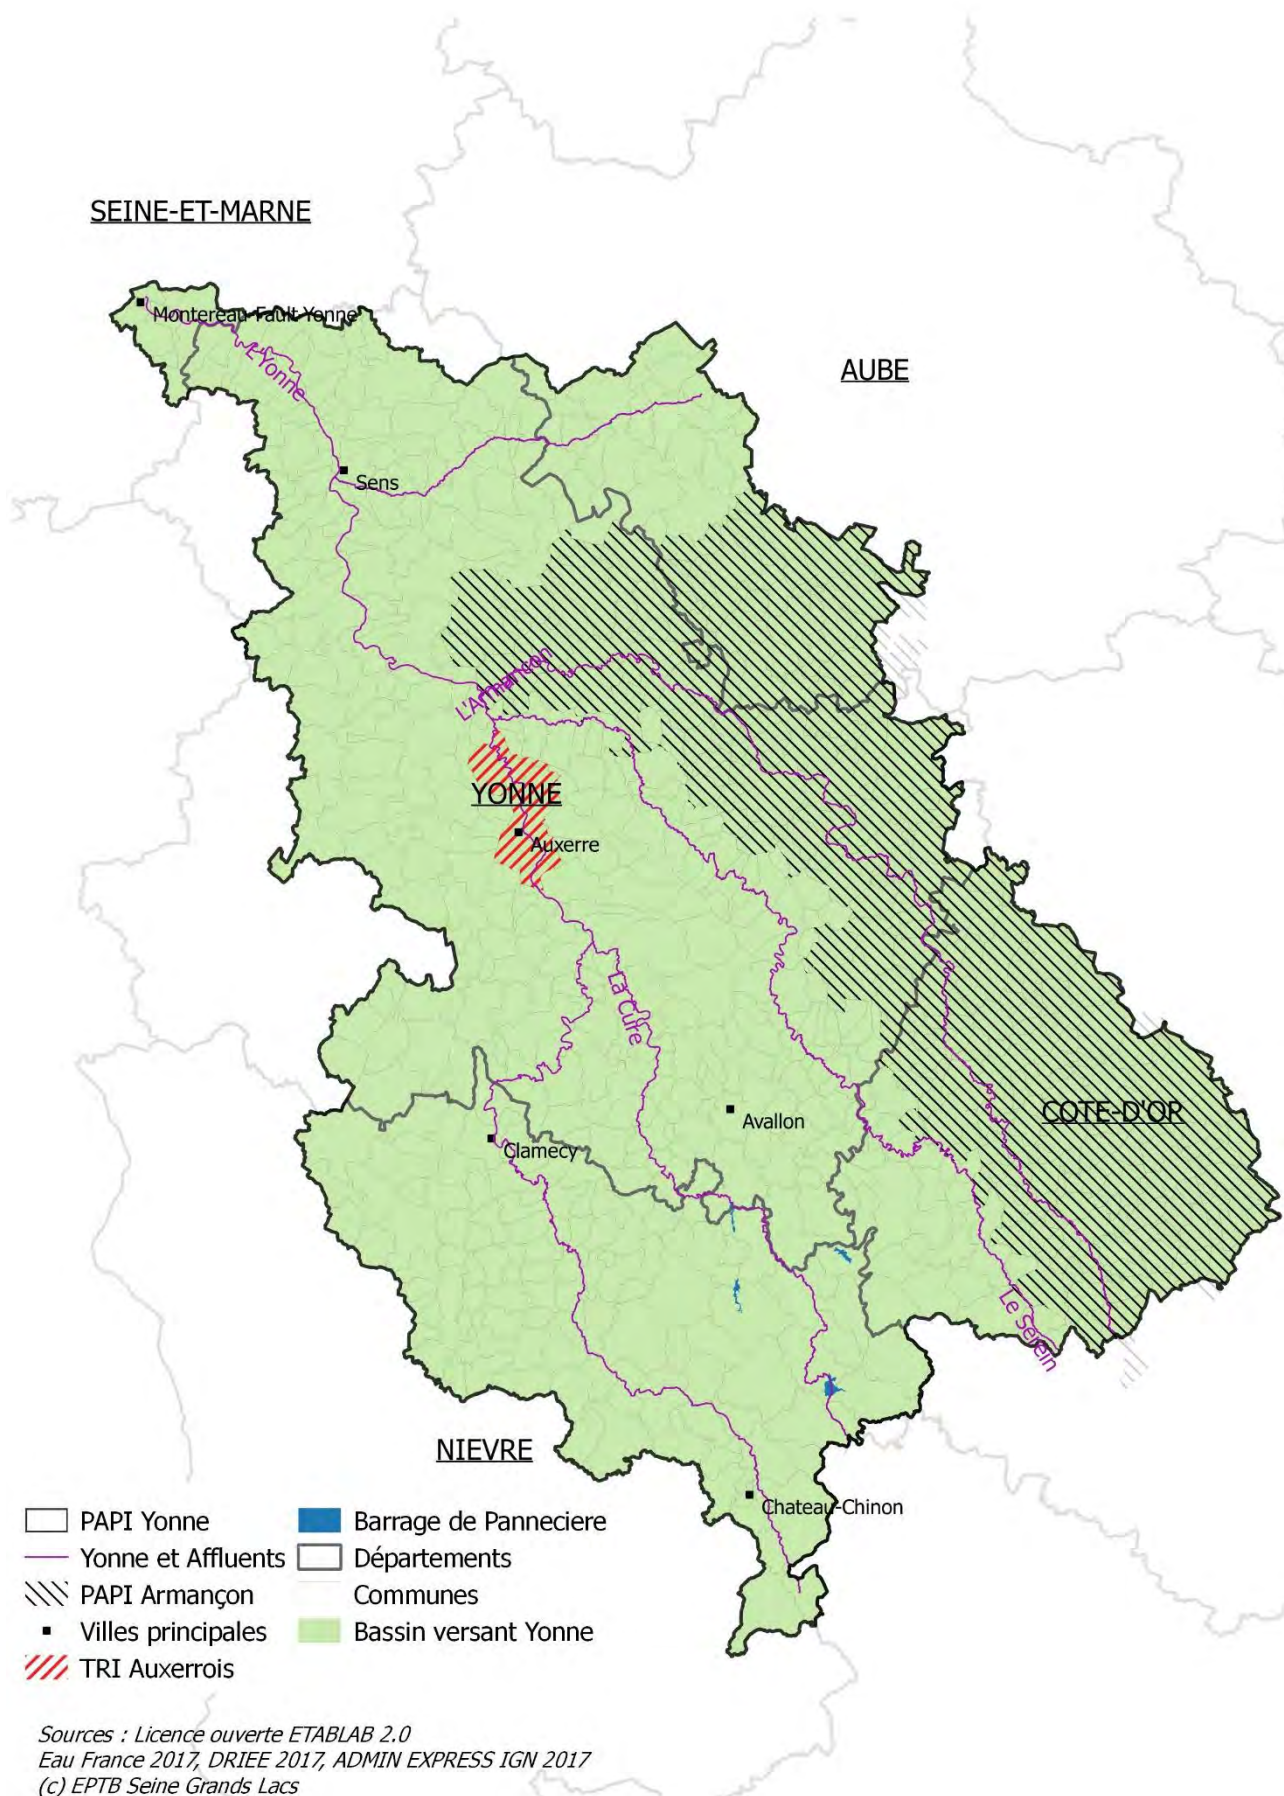 SEINE-ET-MARNE
Montereau-Fault-Yonne
L'Yonne
AUBE
Sens
L'Armançon
YONNE
Auxerre
La Cure
COTE-D'OR
Avallon
Clamecy
Le Serein
NIEVRE
Chateau-Chinon
PAPI Yonne
Barrage de Panneciere
Yonne et Affluents
Départements
PAPI Armançon
Communes
Villes principales
Bassin versant Yonne
TRI Auxerrois
Sources : Licence ouverte ETABLAB 2.0
Eau France 2017, DRIEE 2017, ADMIN EXPRESS IGN 2017
(c) EPTB Seine Grands Lacs